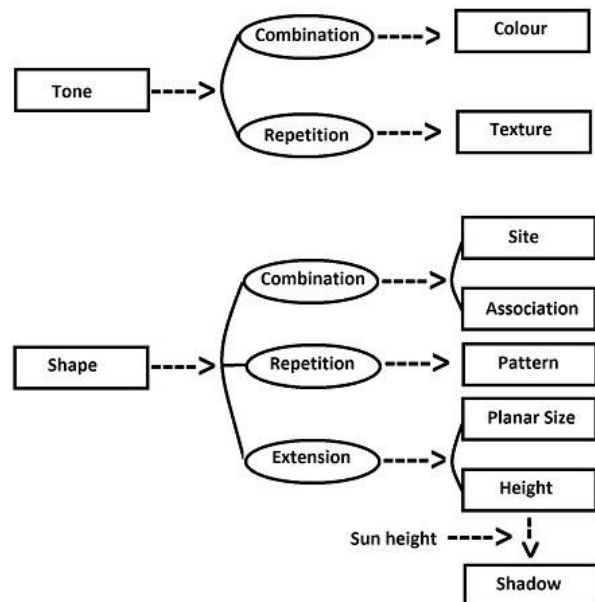 Tone
Combination
Colour
Repetition
Texture
Shape
Combination
Site
Association
Repetition
Pattern
Extension
Planar Size
Height
Sun height
Shadow